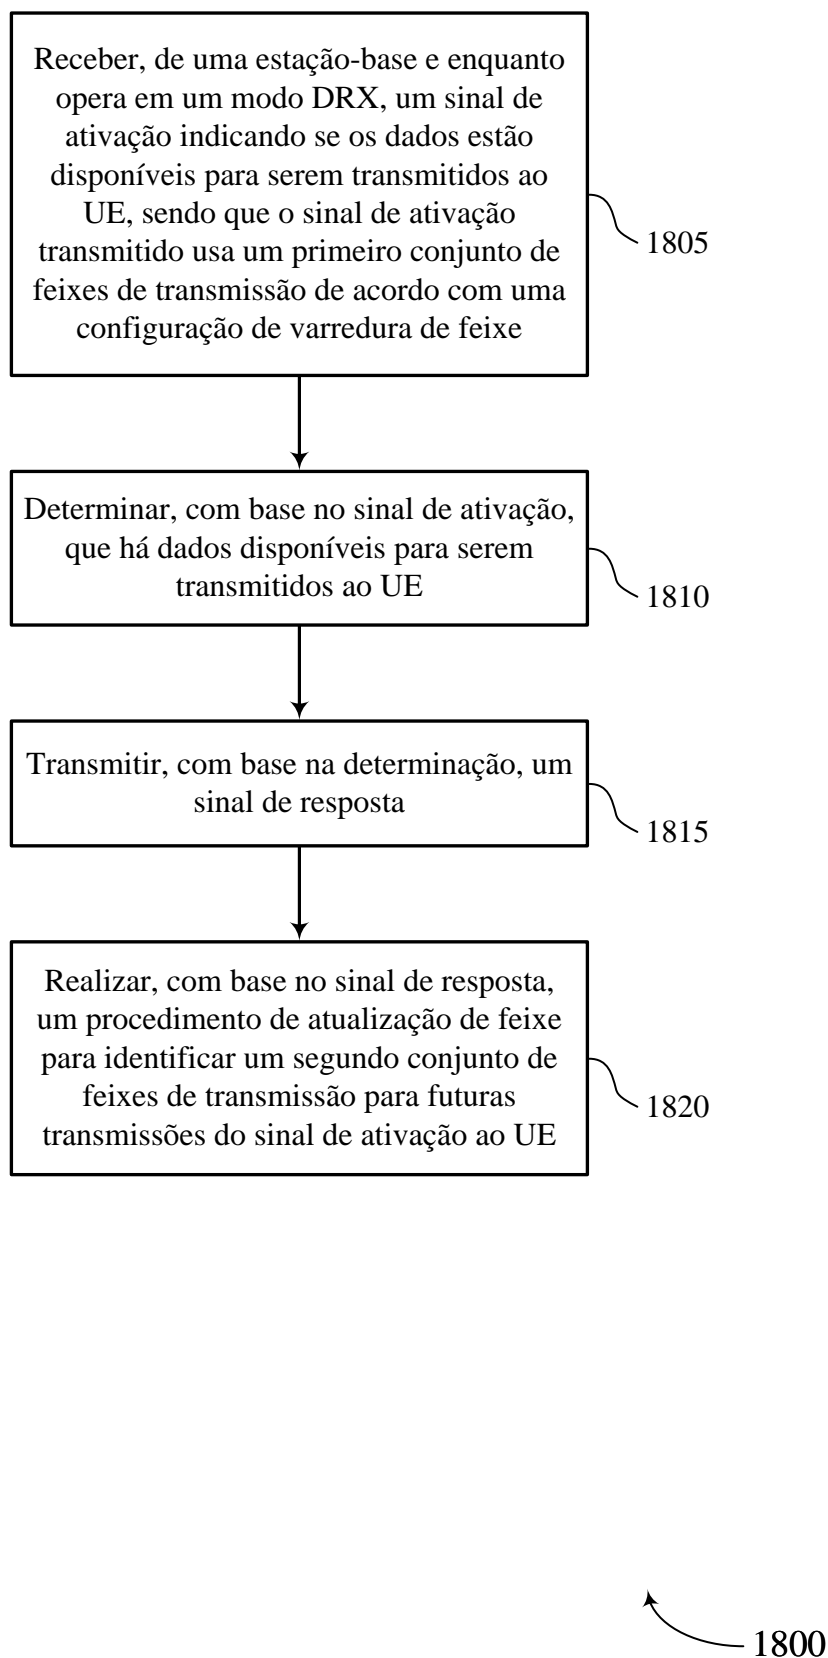 Receber, de uma estação-base e enquanto
opera em um modo DRX, um sinal de
ativação indicando se os dados estão
disponíveis para serem transmitidos ao
UE, sendo que o sinal de ativação
transmitido usa um primeiro conjunto de
feixes de transmissão de acordo com uma
configuração de varredura de feixe
1805
Determinar, com base no sinal de ativação,
que há dados disponíveis para serem
transmitidos ao UE
1810
Transmitir, com base na determinação, um
sinal de resposta
1815
Realizar, com base no sinal de resposta,
um procedimento de atualização de feixe
para identificar um segundo conjunto de
feixes de transmissão para futuras
transmissões do sinal de ativação ao UE
1820
1800